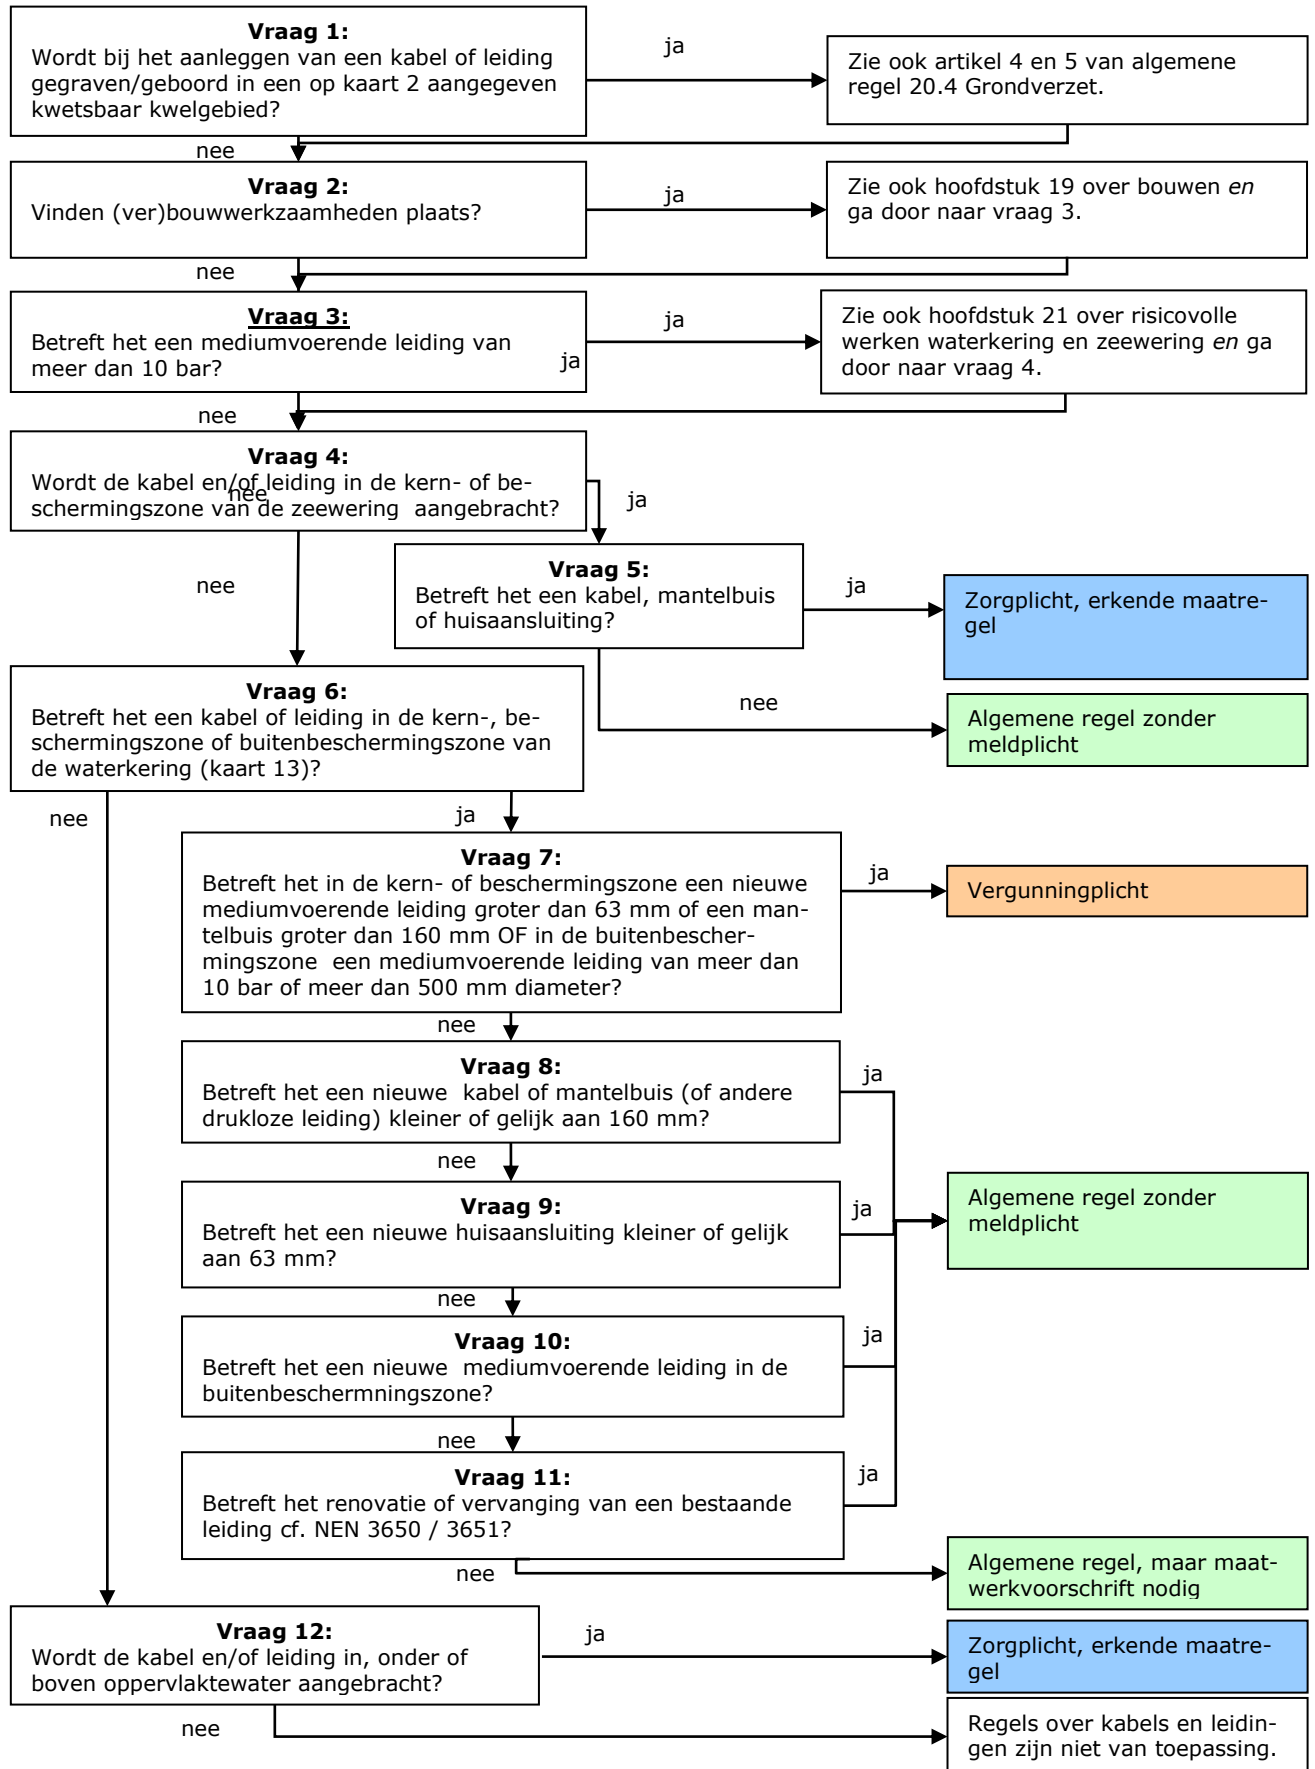 Vraag 1:
Wordt bij het aanleggen van een kabel of leiding
gegraven/geboord in een op kaart 2 aangegeven
kwetsbaar kwelgebied?
ja
Zie ook artikel 4 en 5 van algemene
regel 20.4 Grondverzet.
nee
Vraag 2:
Vinden (ver)bouwwerkzaamheden plaats?
ja
Zie ook hoofdstuk 19 over bouwen en
ga door naar vraag 3.
nee
Vraag 3:
Betreft het een mediumvoerende leiding van
meer dan 10 bar?
ja
ja
Zie ook hoofdstuk 21 over risicovolle
werken waterkering en zeewering en ga
door naar vraag 4.
nee
Vraag 4:
Wordt de kabel en/of leiding in de kern- of be-
schermingszone van de zeewering aangebracht?
nee
ja
nee
Vraag 5:
Betreft het een kabel, mantelbuis
of huisaansluiting?
ja
Zorgplicht, erkende maatre-
gel
nee
Algemene regel zonder
meldplicht
Vraag 6:
Betreft het een kabel of leiding in de kern-, be-
schermingszone of buitenbeschermingszone van
de waterkering (kaart 13)?
nee
ja
Vraag 7:
Betreft het in de kern- of beschermingszone een nieuwe
mediumvoerende leiding groter dan 63 mm of een man-
telbuis groter dan 160 mm OF in de buitenbescher-
mingszone een mediumvoerende leiding van meer dan
10 bar of meer dan 500 mm diameter?
ja
Vergunningplicht
nee
Vraag 8:
Betreft het een nieuwe kabel of mantelbuis (of andere
drukloze leiding) kleiner of gelijk aan 160 mm?
ja
nee
Vraag 9:
Betreft het een nieuwe huisaansluiting kleiner of gelijk
aan 63 mm?
ja
Algemene regel zonder
meldplicht
nee
Vraag 10:
Betreft het een nieuwe mediumvoerende leiding in de
buitenbeschermningszone?
ja
nee
Vraag 11:
Betreft het renovatie of vervanging van een bestaande
leiding cf. NEN 3650 / 3651?
ja
nee
Algemene regel, maar maat-
werkvoorschrift nodig
Vraag 12:
Wordt de kabel en/of leiding in, onder of
boven oppervlaktewater aangebracht?
ja
Zorgplicht, erkende maatre-
gel
nee
Regels over kabels en leidin-
gen zijn niet van toepassing.